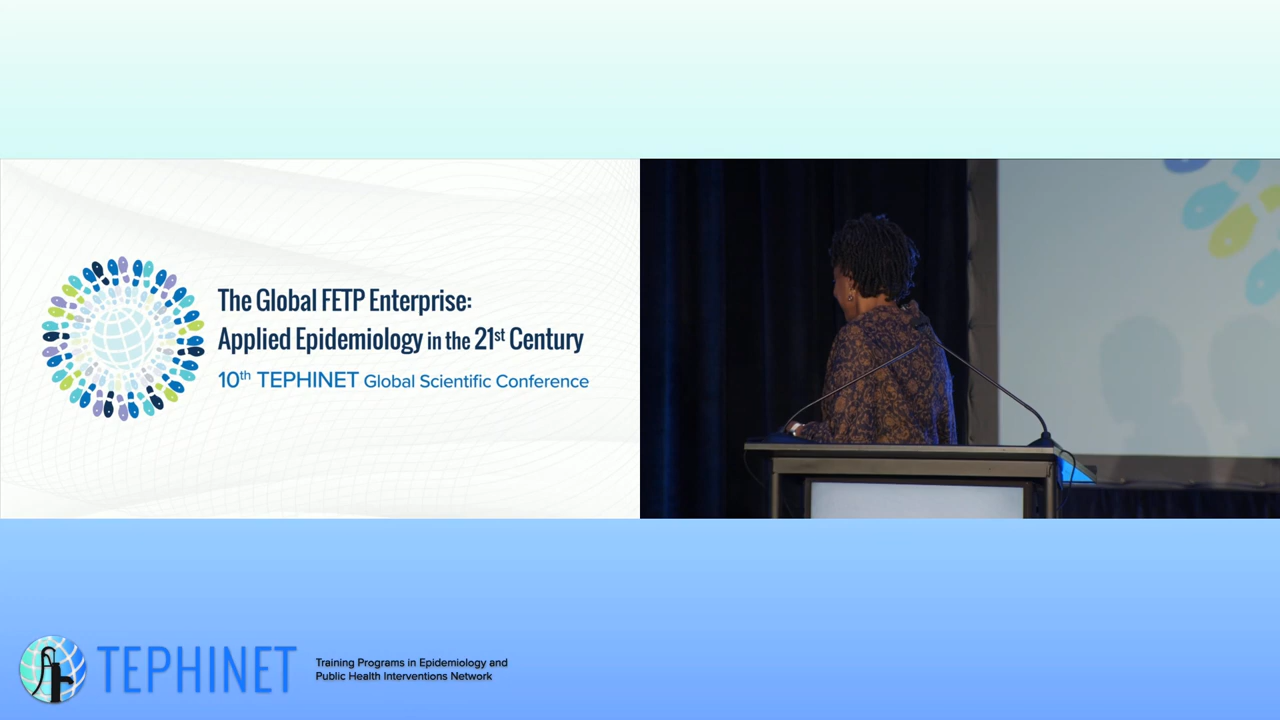 The Global FETP Enterprise:
Applied Epidemiology in the 21st Century
10th TEPHINET Global Scientific Conference
TEPHINET
Training Programs in Epidemiology and
Public Health Interventions Network